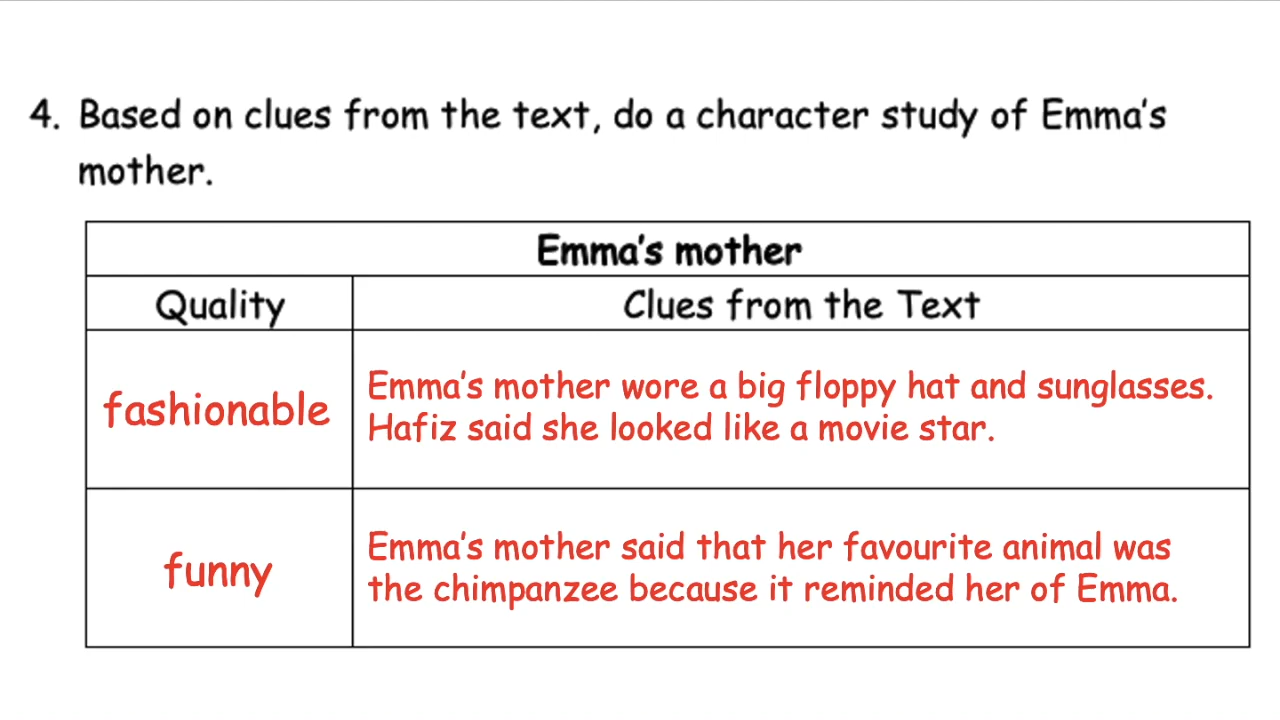 4. Based on clues from the text, do a character study of Emma's
mother.
Emma's mother
Quality
Clues from the Text
fashionable
Emma's mother wore a big floppy hat and sunglasses.
Hafiz said she looked like a movie star.
funny
Emma's mother said that her favourite animal was
the chimpanzee because it reminded her of Emma.